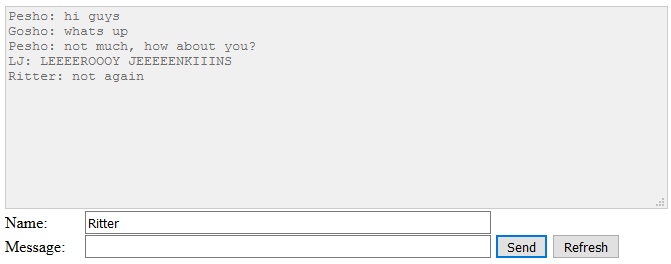 Pesho: hi guys
Gosho: whats up
Pesho: not much, how about you?
LJ: LEEEEROOOY JEEEEENKIIINS
Ritter: not again
Name: Ritter
Message: Send Refresh